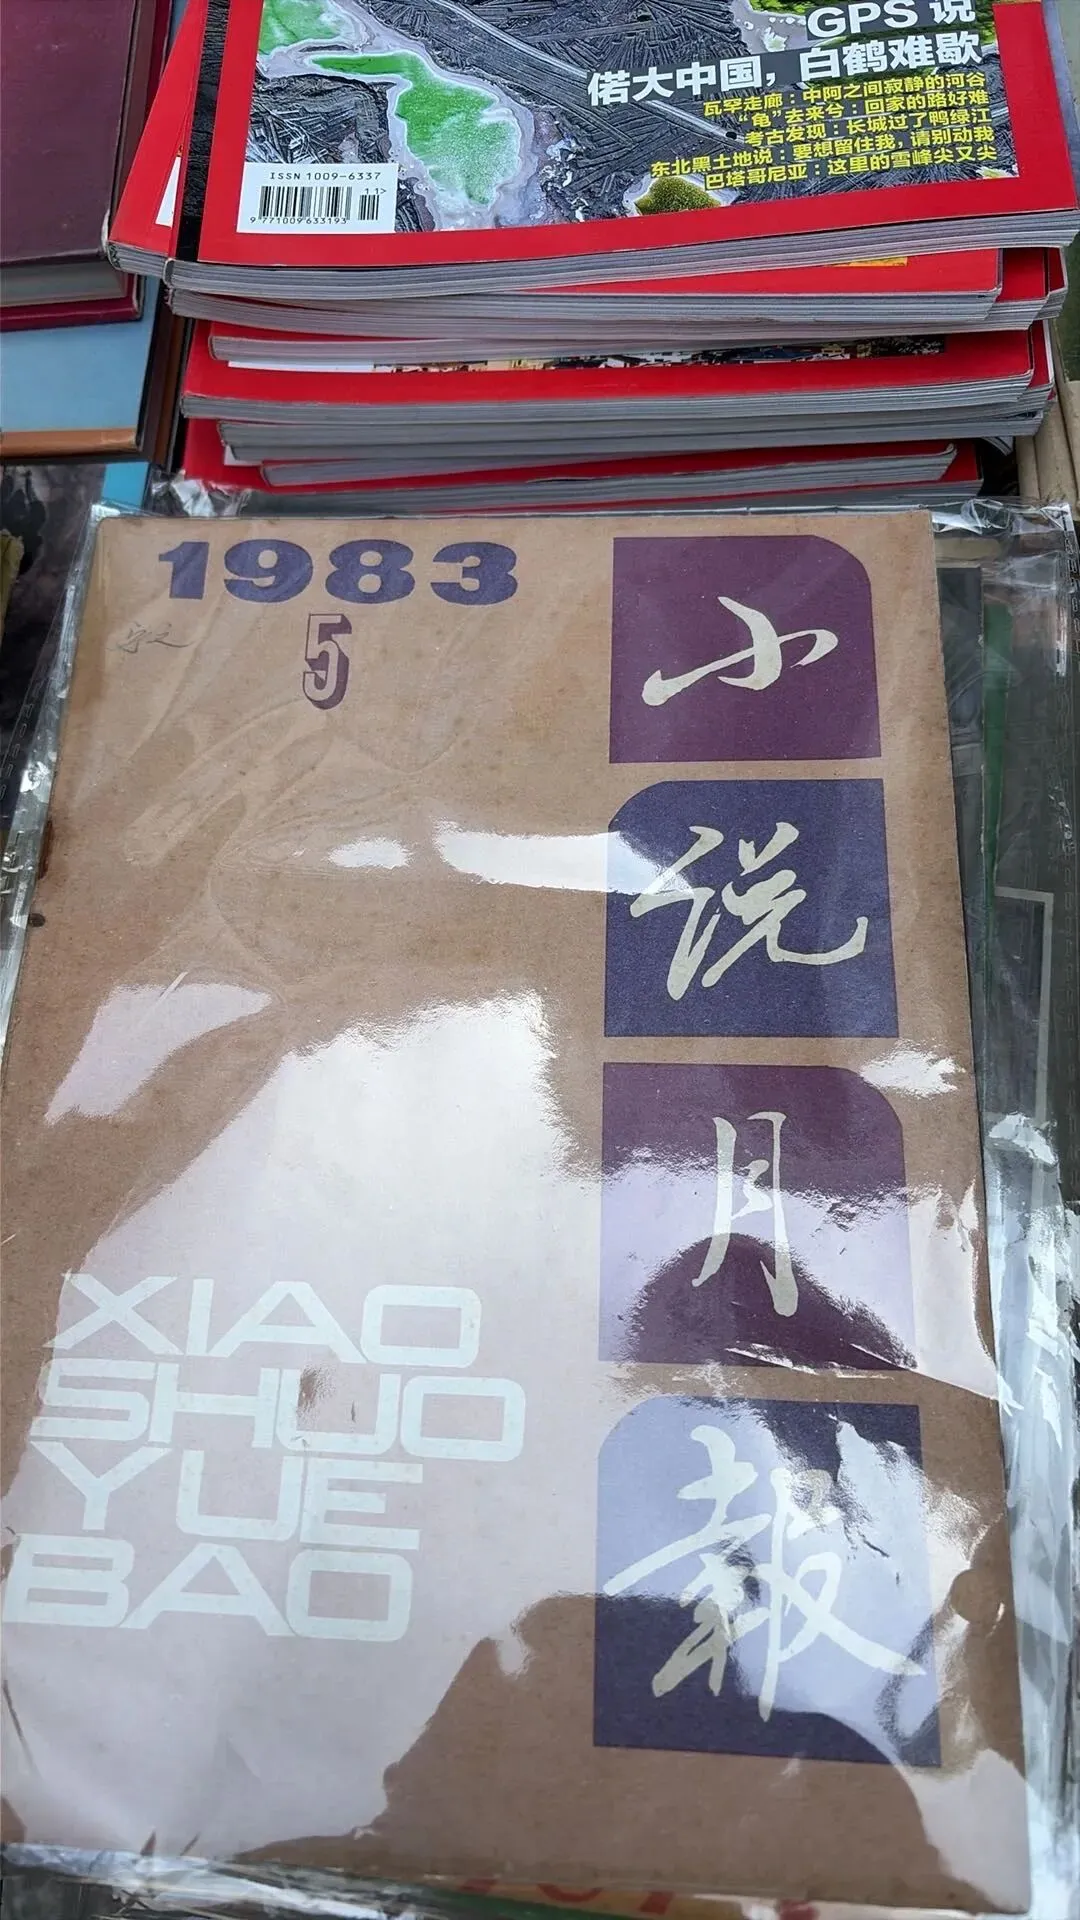 GPS 说
偌大中国，白鹤难歇
瓦罕走廊：中阿之间寂静的河谷
“龟”去来兮：回家的路好难
考古发现：长城过了鸭绿江
东北黑土地说：要想留住我，请别动我
巴塔哥尼亚：这里的雪峰尖又尖
ISSN 1009-6337
11>
9 771009 633193
1983
5
小
说
月
報
XIAO
SHUO
YUE
BAO